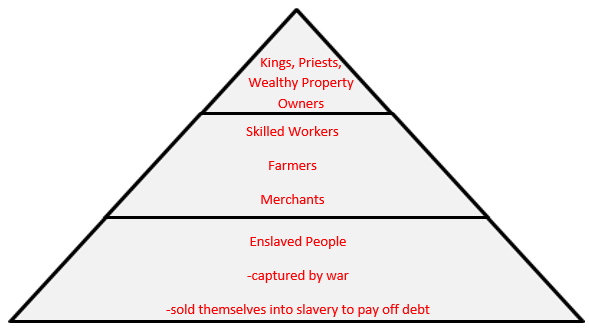 Kings, Priests,
Wealthy Property
Owners
Skilled Workers
Farmers
Merchants
Enslaved People
-captured by war
-sold themselves into slavery to pay off debt